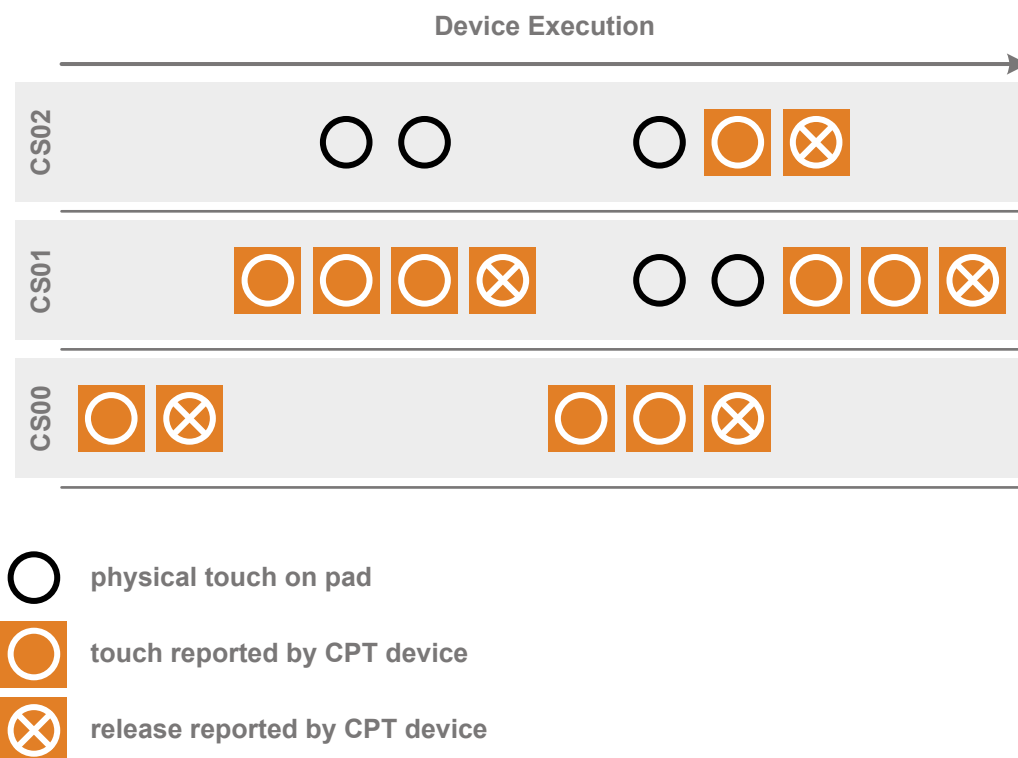 Device Execution
CS02
CS01
CS00
physical touch on pad
touch reported by CPT device
release reported by CPT device